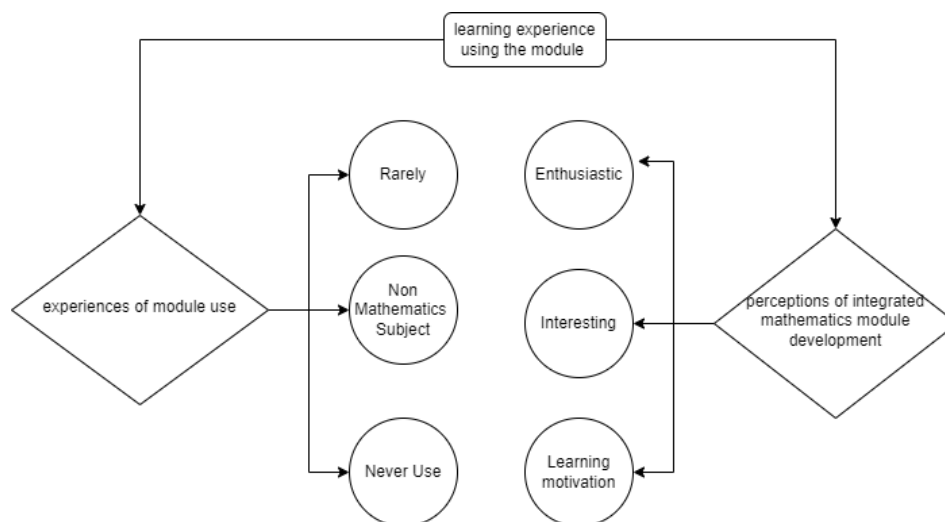 learning experience
using the module
Rarely
Enthusiastic
experiences of module use
Non
Mathematics
Subject
Interesting
perceptions of integrated
mathematics module
development
Never Use
Learning
motivation